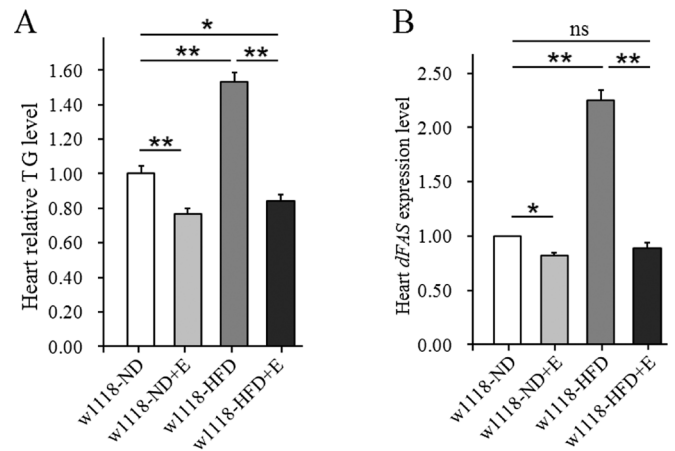 A
Heart relative T G level
1.60
1.40
1.20
1.00
0.80
0.60
0.40
0.20
0.00
*
**
**
**
w1118-ND
w1118-ND+E
w1118-HFD
w1118-HFD+E
B
Heart dFAS expression level
2.50
2.00
1.50
1.00
0.50
0.00
ns
**
**
*
w1118-ND
w1118-ND+E
w1118-HFD
w1118-HFD+E